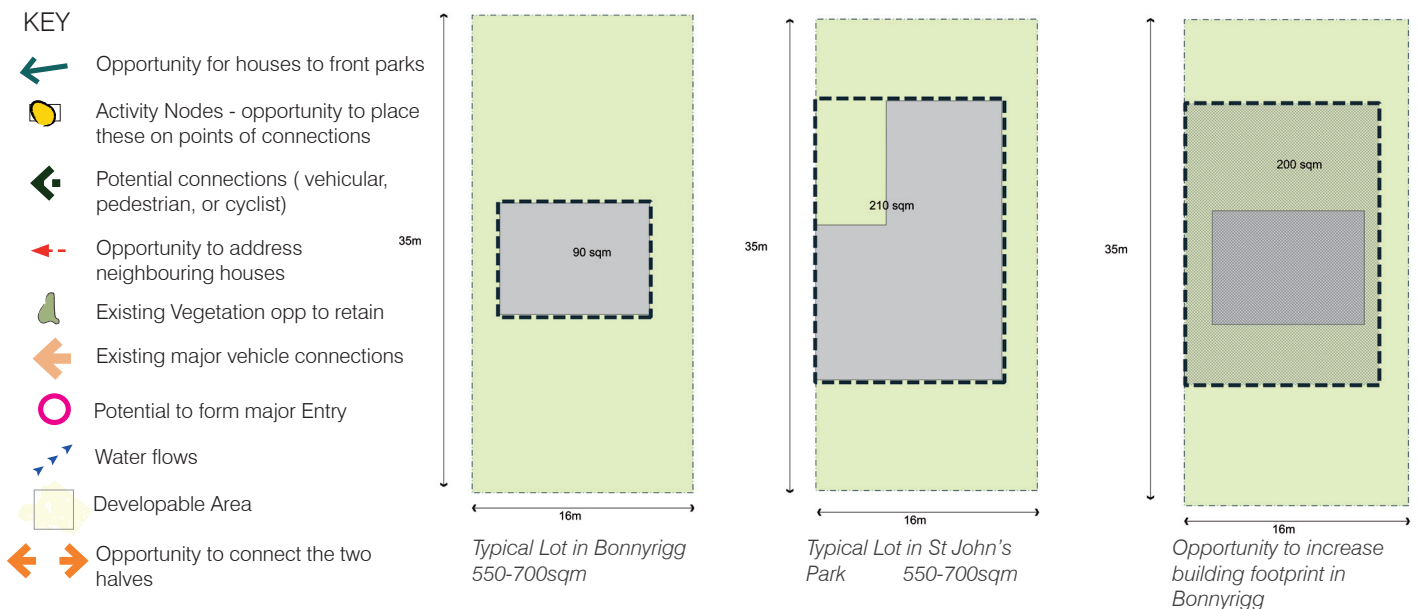 KEY
Opportunity for houses to front parks
Activity Nodes - opportunity to place
these on points of connections
Potential connections ( vehicular,
pedestrian, or cyclist)
Opportunity to address
neighbouring houses
Existing Vegetation opp to retain
Existing major vehicle connections
Potential to form major Entry
Water flows
Developable Area
Opportunity to connect the two
halves
35m
90 sqm
16m
Typical Lot in Bonnyrigg
550-700sqm
35m
210 sqm
16m
Typical Lot in St John's
Park 550-700sqm
35m
200 sqm
16m
Opportunity to increase
building footprint in
Bonnyrigg